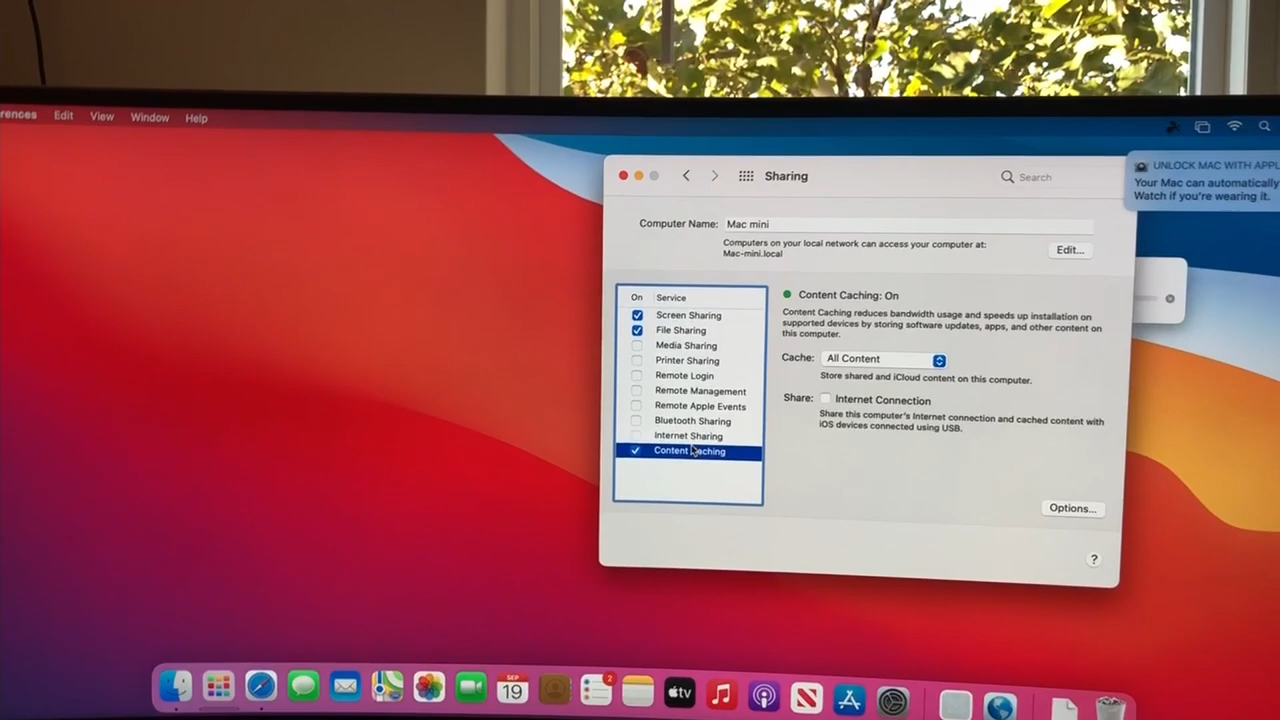 rences Edit View Window Help
UNLOCK MAC WITH APPL
Your Mac can automatically
Watch if you're wearing it.
Sharing
Search
Computer Name: Mac mini
Computers on your local network can access your computer at:
Mac-mini.local
Edit...
On Service
Screen Sharing
File Sharing
Media Sharing
Printer Sharing
Remote Login
Remote Management
Remote Apple Events
Bluetooth Sharing
Internet Sharing
Content Caching
Content Caching: On
Content Caching reduces bandwidth usage and speeds up installation on
supported devices by storing software updates, apps, and other content on
this computer.
Cache: All Content
Store shared and iCloud content on this computer.
Share: Internet Connection
Share this computer's Internet connection and cached content with
iOS devices connected using USB.
Options...
?
SEP
19
2
tv